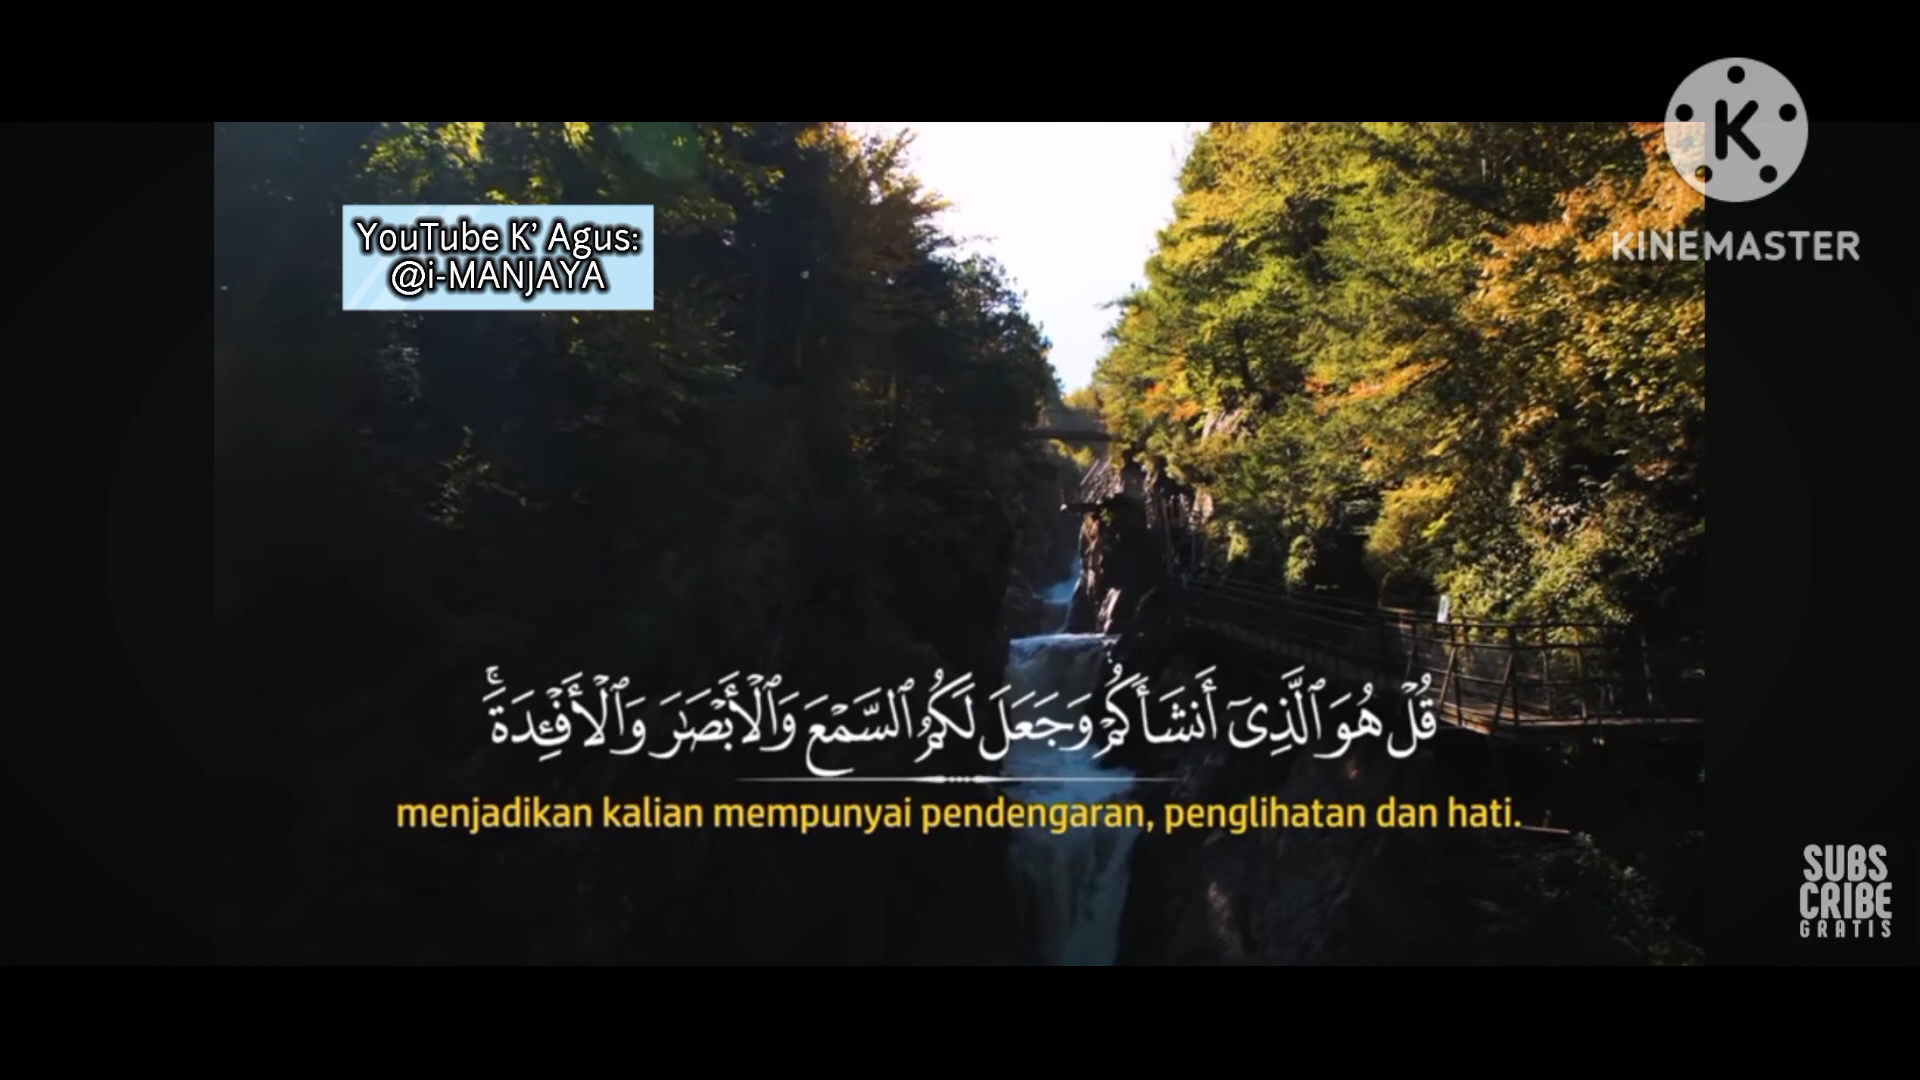 YouTube K' Agus:
@i-MANJAYA
K
KINEMASTER
قُلْ هُوَ ٱلَّذِىٓ أَنشَأَكُمْ وَجَعَلَ لَكُمُ ٱلسَّمْعَ وَٱلْأَبْصَٰرَ وَٱلْأَفْـِٔدَةَ ۚ
menjadikan kalian mempunyai pendengaran, penglihatan dan hati.
SUBS
CRIBE
GRATIS